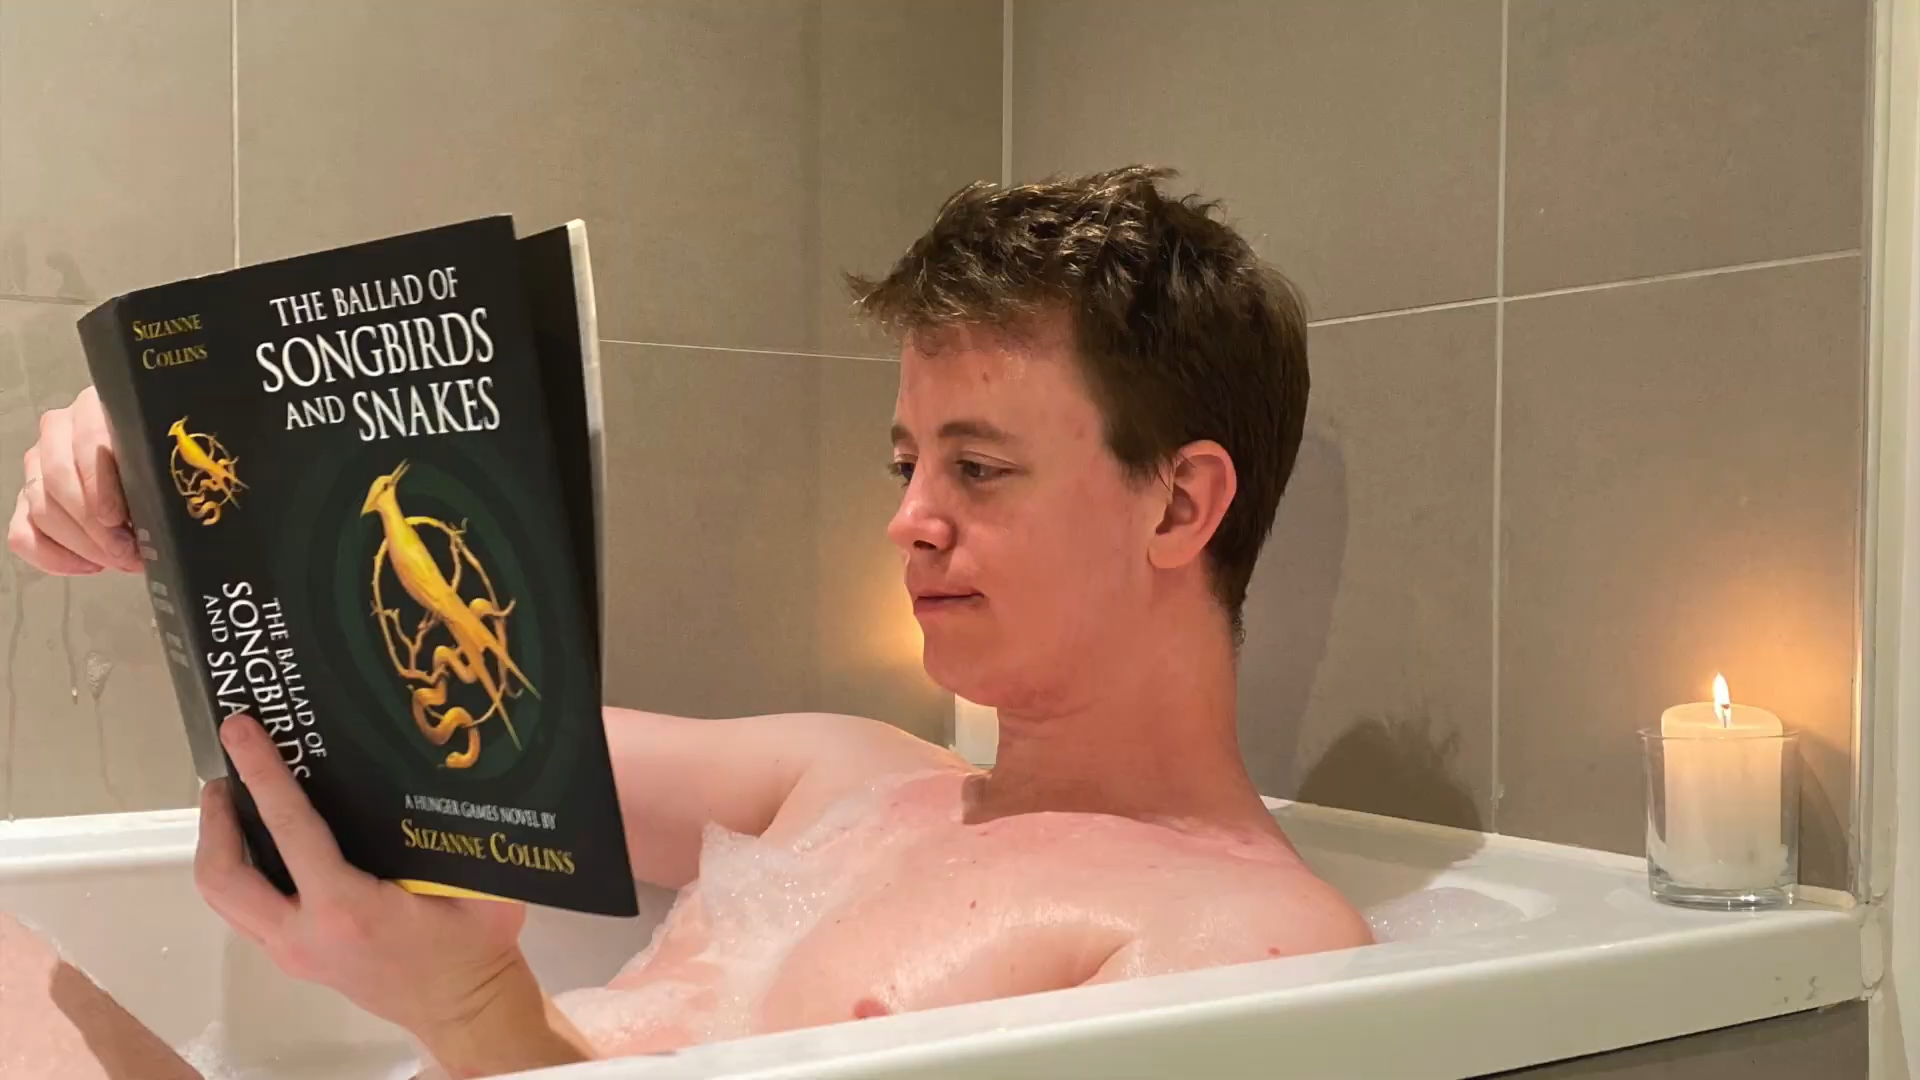 SUZANNE
COLLINS
THE BALLAD OF
SONGBIRDS
AND SNAKES
THE BALLAD OF
SONGBIRDS
AND SNA
A HUNGER GAMES NOVEL BY
SUZANNE COLLINS